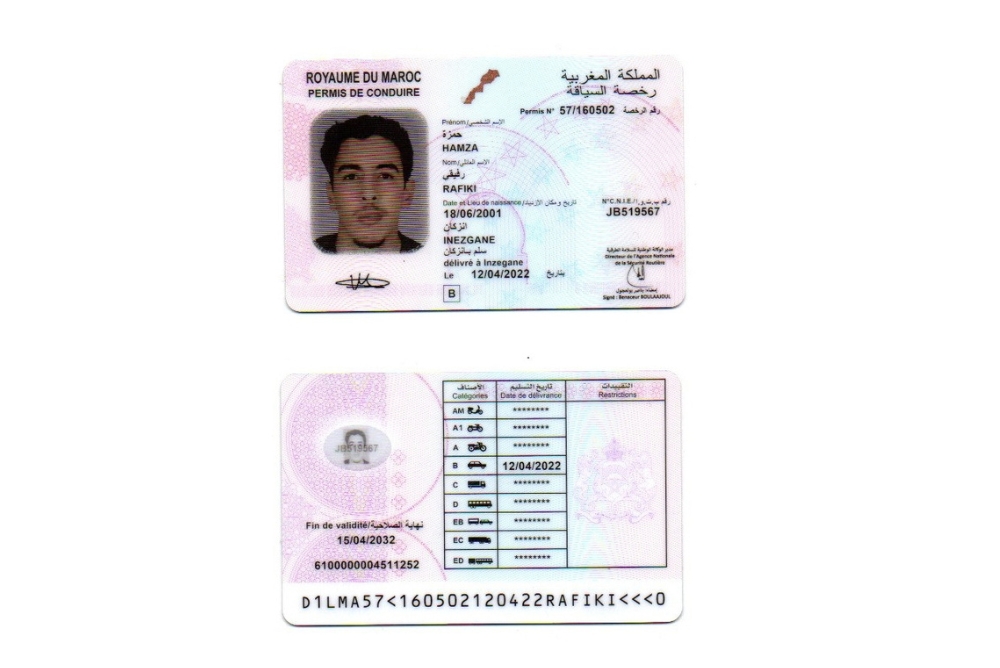 ROYAUME DU MAROC
PERMIS DE CONDUIRE
المملكة المغربية
رخصة السياقة
Permis N° 57/160502 رقم الرخصة
Prénom/الاسم الشخصي
حمزة
HAMZA
Nom/الاسم العائلي
رفيقي
RAFIKI
Date et Lieu de naissance/تاريخ ومكان الازدياد
18/06/2001
انزكان
INEZGANE
سلم بانزكان
délivré à Inzegane
Le 12/04/2022 بتاريخ
B
N°C.N.I.E./رقم ب.ت.و.إ
JB519567
مدير الوكالة الوطنية للسلامة الطرقية
Directeur de l'Agence Nationale
de la Sécurité Routière
إمضاء: بناصر بولعجول
Signé : Benaceur BOULAAJOUL
JB519567
Fin de validité/نهاية الصلاحية
15/04/2032
6100000004511252
الأصناف تاريخ التسليم التقييدات
Catégories Date de délivrance Restrictions
AM ********
A1 ********
A ********
B 12/04/2022
C ********
D ********
EB ********
EC ********
ED ********
D1LMA57<160502120422RAFIKI<<<0